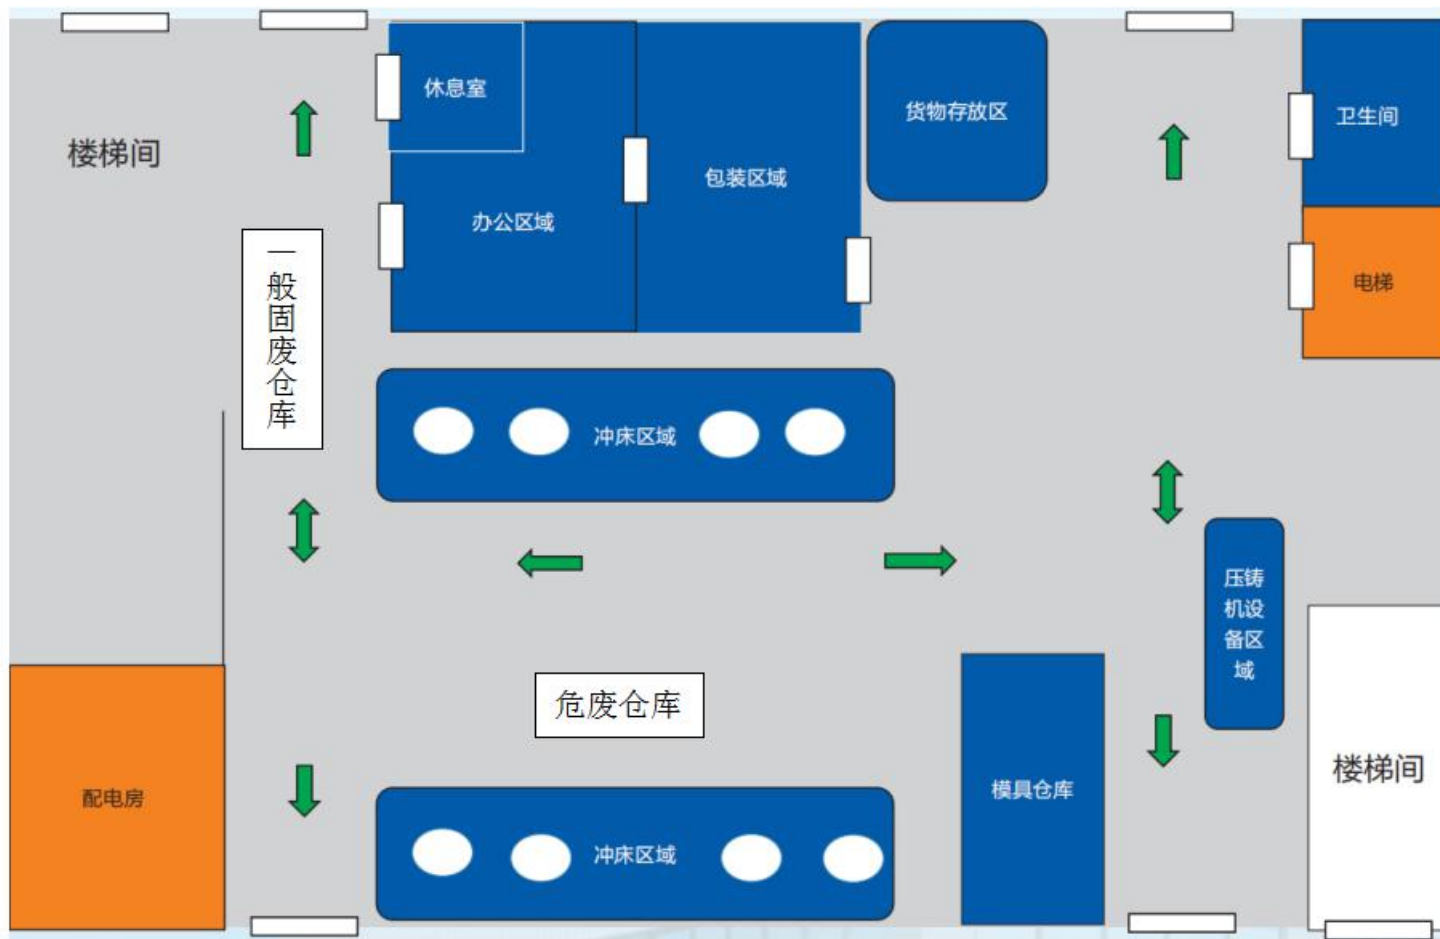 休息室
货物存放区
卫生间
楼梯间
包装区域
办公区域
一般固废仓库
电梯
冲床区域
压铸
机设
备区
域
危废仓库
楼梯间
模具仓库
配电房
冲床区域